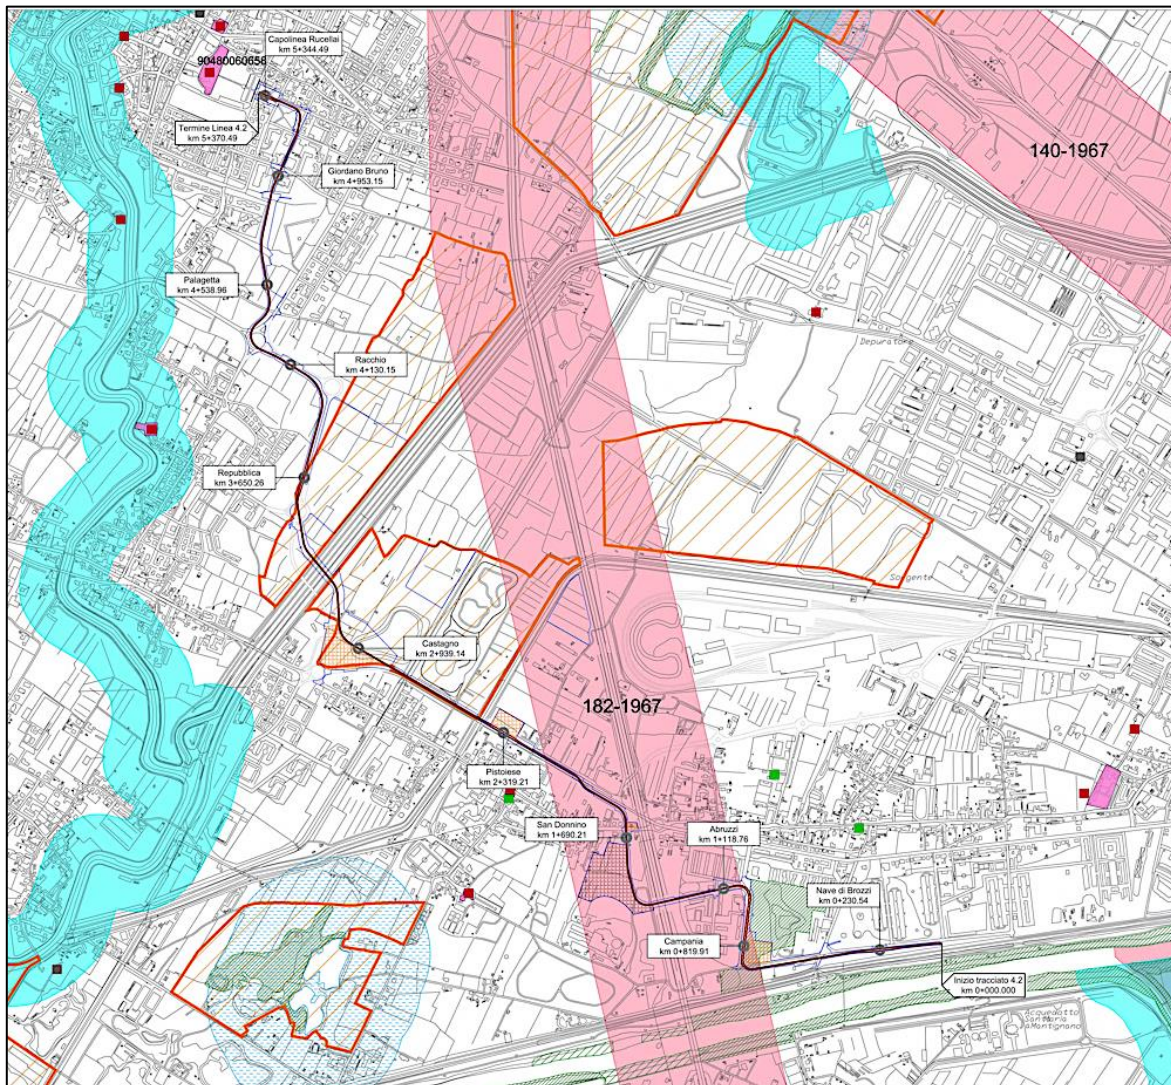 Capolinea Rucellai
km 5+344.49
90480060658
Termine Linea 4.2
km 5+370.49
140-1967
Giordano Bruno
km 4+953.15
Palagetta
km 4+538.96
Depuratore
Racchio
km 4+130.15
Repubblica
km 3+650.26
Sorgente
Castagno
km 2+939.14
182-1967
Pistoiese
km 2+319.21
San Donnino
km 1+690.21
Abruzzi
km 1+118.76
Nave di Brozzi
km 0+230.54
Campania
km 0+819.91
Inizio tracciato 4.2
km 0+000.000
Acquedotto